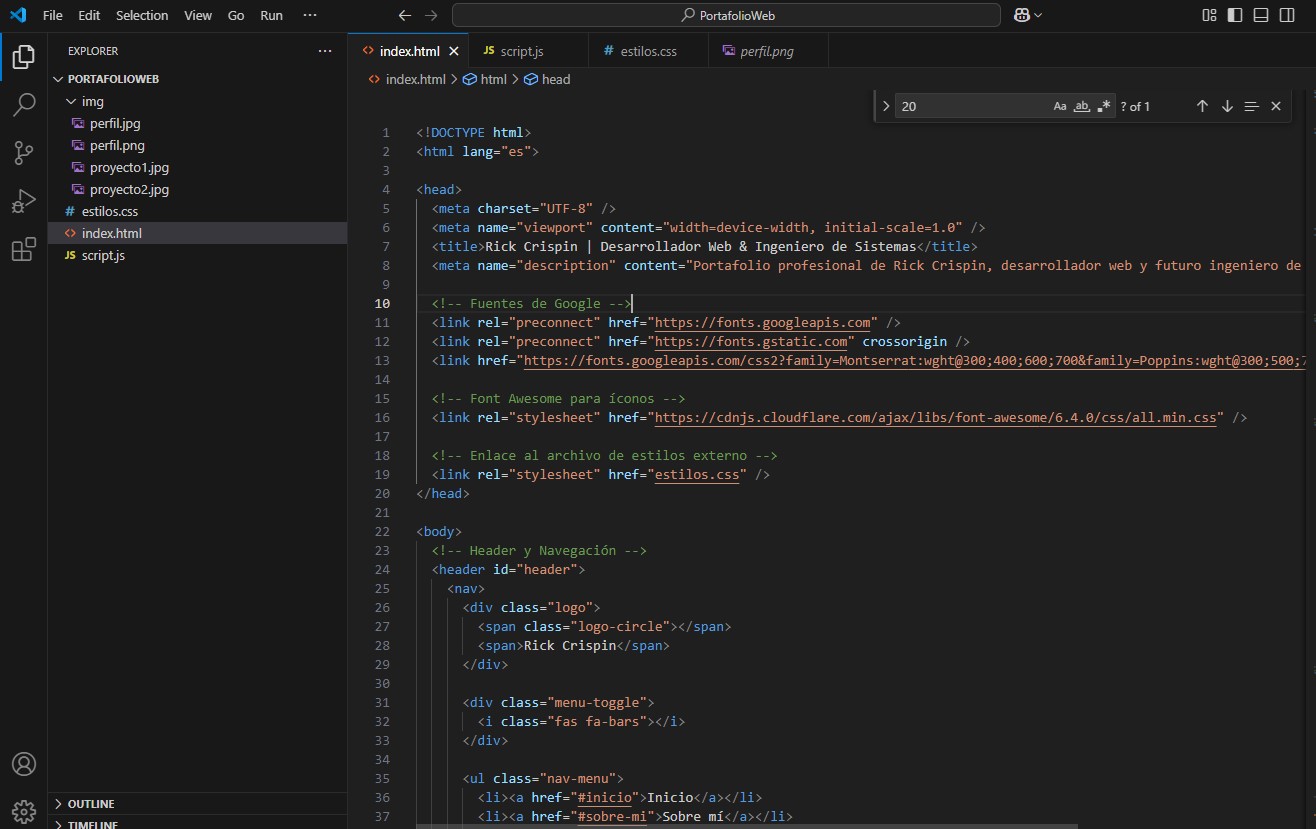 File Edit Selection View Go Run ···
PortafolioWeb
EXPLORER ···
PORTAFOLIOWEB
img
perfil.jpg
perfil.png
proyecto1.jpg
proyecto2.jpg
# estilos.css
<> index.html
JS script.js
OUTLINE
TIMELINE
<> index.html JS script.js # estilos.css perfil.png
<> index.html > html > head
20 Aa ab .* ? of 1
1 <!DOCTYPE html>
2 <html lang="es">
3
4 <head>
5 <meta charset="UTF-8" />
6 <meta name="viewport" content="width=device-width, initial-scale=1.0" />
7 <title>Rick Crispin | Desarrollador Web & Ingeniero de Sistemas</title>
8 <meta name="description" content="Portafolio profesional de Rick Crispin, desarrollador web y futuro ingeniero de
9
10 <!-- Fuentes de Google -->
11 <link rel="preconnect" href="https://fonts.googleapis.com" />
12 <link rel="preconnect" href="https://fonts.gstatic.com" crossorigin />
13 <link href="https://fonts.googleapis.com/css2?family=Montserrat:wght@300;400;600;700&family=Poppins:wght@300;500;7
14
15 <!-- Font Awesome para íconos -->
16 <link rel="stylesheet" href="https://cdnjs.cloudflare.com/ajax/libs/font-awesome/6.4.0/css/all.min.css" />
17
18 <!-- Enlace al archivo de estilos externo -->
19 <link rel="stylesheet" href="estilos.css" />
20 </head>
21
22 <body>
23 <!-- Header y Navegación -->
24 <header id="header">
25 <nav>
26 <div class="logo">
27 <span class="logo-circle"></span>
28 <span>Rick Crispin</span>
29 </div>
30
31 <div class="menu-toggle">
32 <i class="fas fa-bars"></i>
33 </div>
34
35 <ul class="nav-menu">
36 <li><a href="#inicio">Inicio</a></li>
37 <li><a href="#sobre-mi">Sobre mí</a></li>